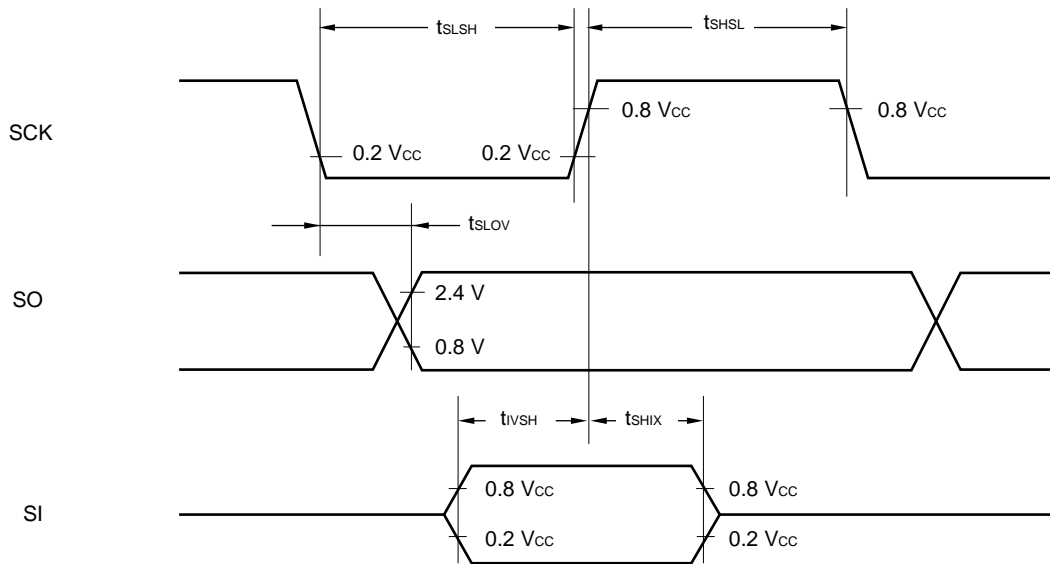 tSLSH tSHSL
SCK
0.8 VCC 0.8 VCC
0.2 VCC 0.2 VCC
tSLOV
SO
2.4 V
0.8 V
tIVSH tSHIX
SI
0.8 VCC 0.8 VCC
0.2 VCC 0.2 VCC